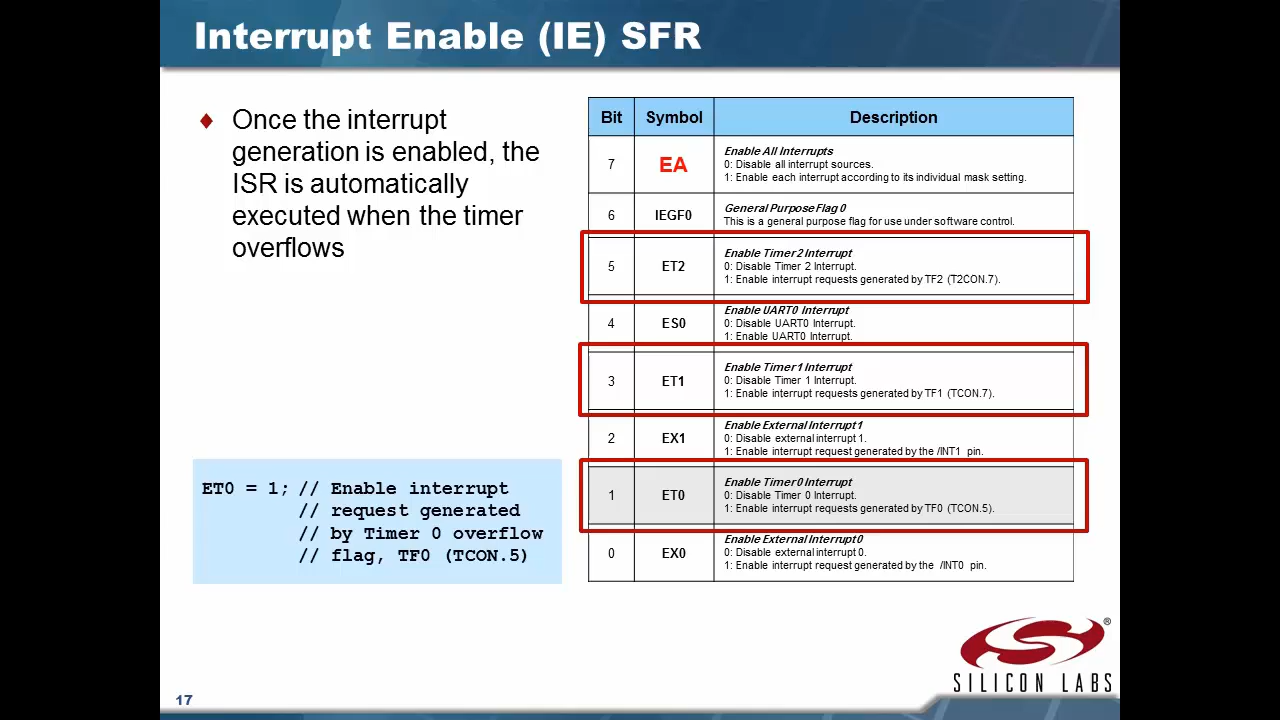 Interrupt Enable (IE) SFR
♦ Once the interrupt
generation is enabled, the
ISR is automatically
executed when the timer
overflows
ET0 = 1; // Enable interrupt
// request generated
// by Timer 0 overflow
// flag, TF0 (TCON.5)
Bit Symbol Description
7 EA Enable All Interrupts
0: Disable all interrupt sources.
1: Enable each interrupt according to its individual mask setting.
6 IEGF0 General Purpose Flag 0
This is a general purpose flag for use under software control.
5 ET2 Enable Timer 2 Interrupt
0: Disable Timer 2 Interrupt.
1: Enable interrupt requests generated by TF2 (T2CON.7).
4 ES0 Enable UART0 Interrupt
0: Disable UART0 Interrupt.
1: Enable UART0 Interrupt.
3 ET1 Enable Timer 1 Interrupt
0: Disable Timer 1 Interrupt.
1: Enable interrupt requests generated by TF1 (TCON.7).
2 EX1 Enable External Interrupt 1
0: Disable external interrupt 1.
1: Enable interrupt request generated by the /INT1 pin.
1 ET0 Enable Timer 0 Interrupt
0: Disable Timer 0 Interrupt.
1: Enable interrupt requests generated by TF0 (TCON.5).
0 EX0 Enable External Interrupt 0
0: Disable external interrupt 0.
1: Enable interrupt request generated by the /INT0 pin.
®
SILICON LABS
17